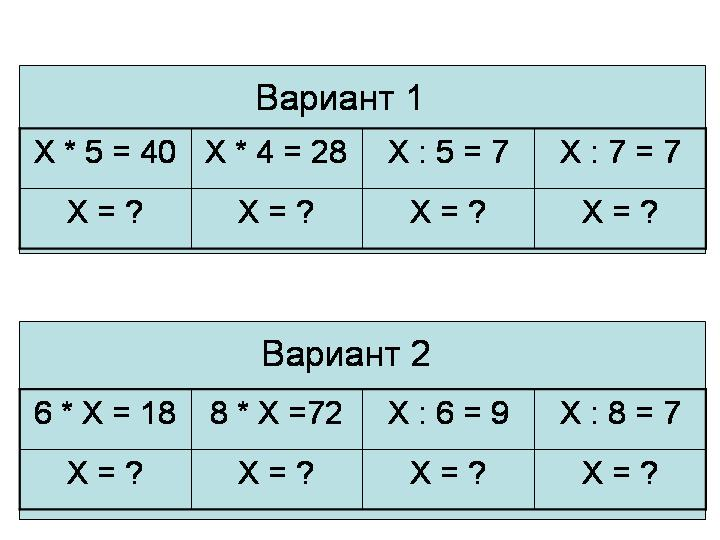 Вариант 1
X * 5 = 40 X * 4 = 28 X : 5 = 7 X : 7 = 7
X = ? X = ? X = ? X = ?
Вариант 2
6 * X = 18 8 * X =72 X : 6 = 9 X : 8 = 7
X = ? X = ? X = ? X = ?